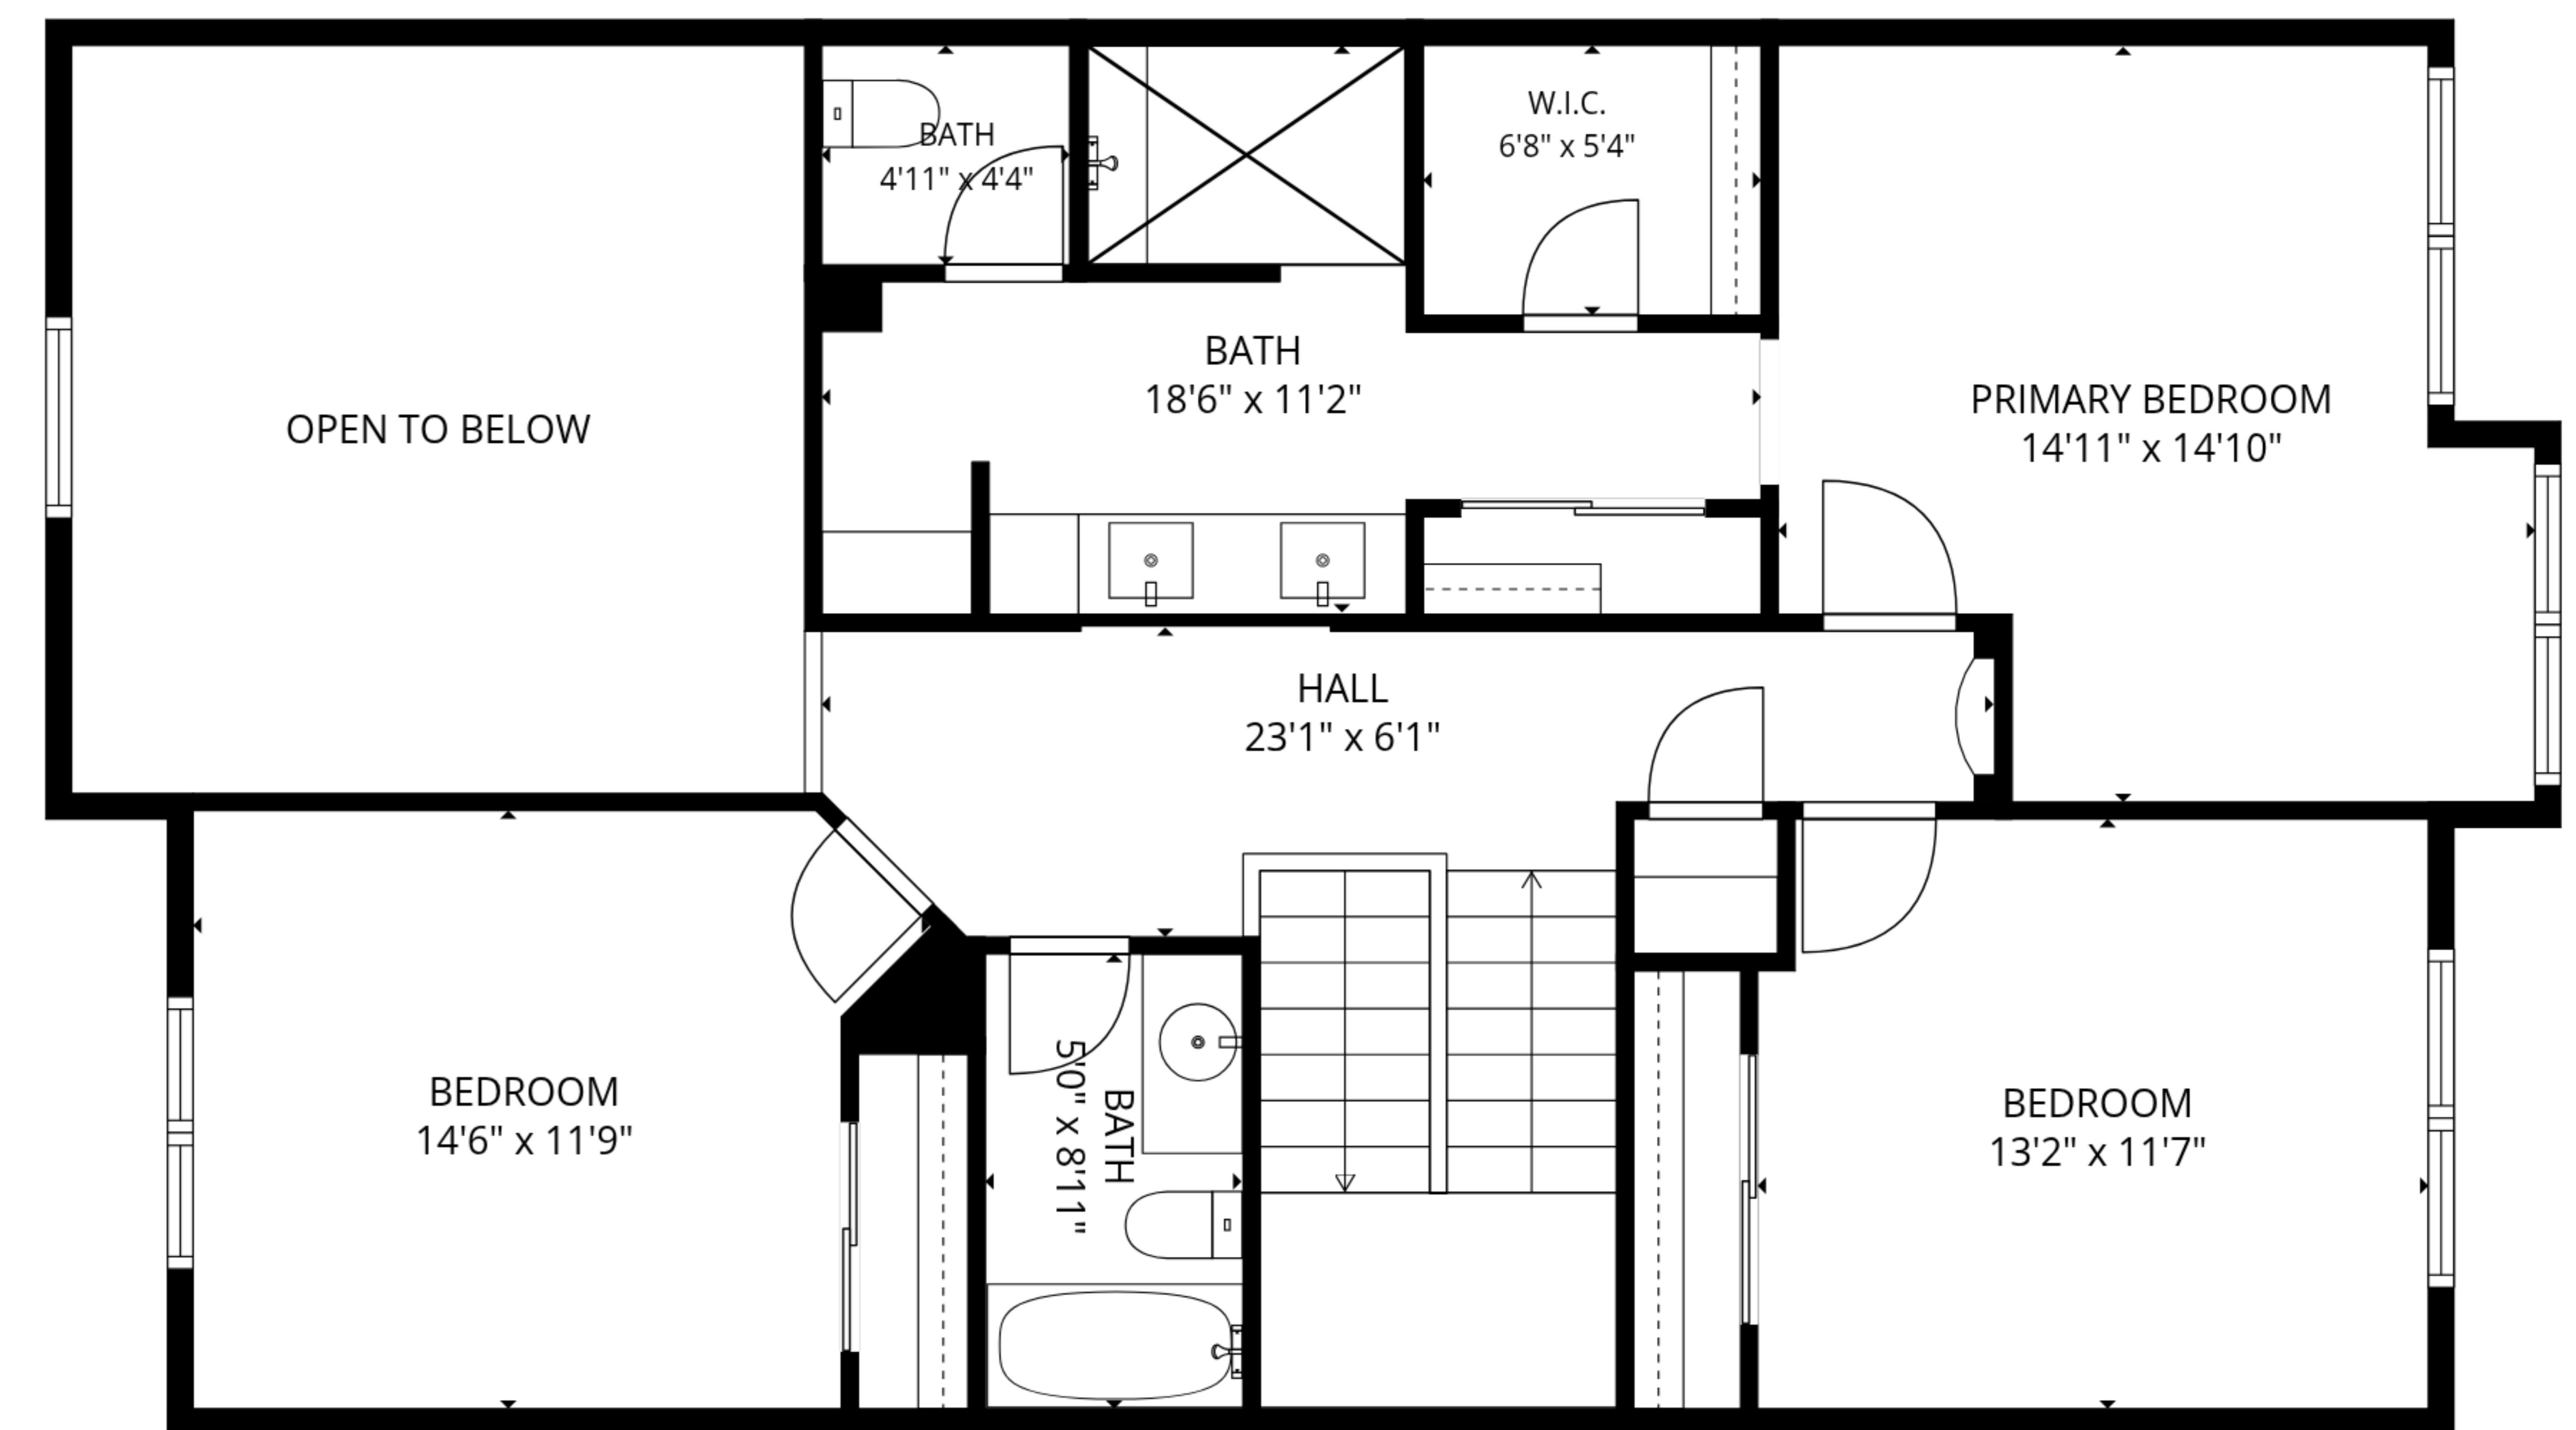 BATH
4'11" x 4'4"
W.I.C.
6'8" x 5'4"
BATH
18'6" x 11'2"
PRIMARY BEDROOM
14'11" x 14'10"
OPEN TO BELOW
HALL
23'1" x 6'1"
BEDROOM
14'6" x 11'9"
BATH
5'0" x 8'11"
BEDROOM
13'2" x 11'7"